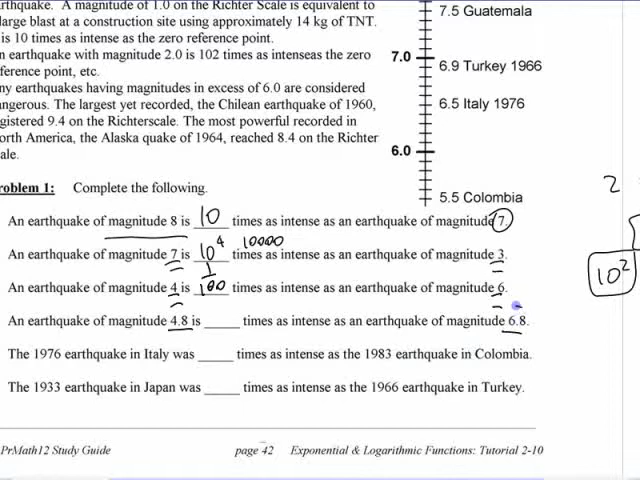 rthquake. A magnitude of 1.0 on the Richter Scale is equivalent to
large blast at a construction site using approximately 14 kg of TNT.
is 10 times as intense as the zero reference point.
n earthquake with magnitude 2.0 is 102 times as intenseas the zero
ference point, etc.
ny earthquakes having magnitudes in excess of 6.0 are considered
ngerous. The largest yet recorded, the Chilean earthquake of 1960,
gistered 9.4 on the Richterscale. The most powerful recorded in
orth America, the Alaska quake of 1964, reached 8.4 on the Richter
ale.
7.5 Guatemala
7.0
6.9 Turkey 1966
6.5 Italy 1976
6.0
5.5 Colombia
roblem 1: Complete the following.
An earthquake of magnitude 8 is 10 times as intense as an earthquake of magnitude 7.
10000
An earthquake of magnitude 7 is 10⁴ times as intense as an earthquake of magnitude 3.
An earthquake of magnitude 4 is 1/100 times as intense as an earthquake of magnitude 6.
An earthquake of magnitude 4.8 is _____ times as intense as an earthquake of magnitude 6.8.
The 1976 earthquake in Italy was _____ times as intense as the 1983 earthquake in Colombia.
The 1933 earthquake in Japan was _____ times as intense as the 1966 earthquake in Turkey.
2
10²
PrMath12 Study Guide page 42 Exponential & Logarithmic Functions: Tutorial 2-10